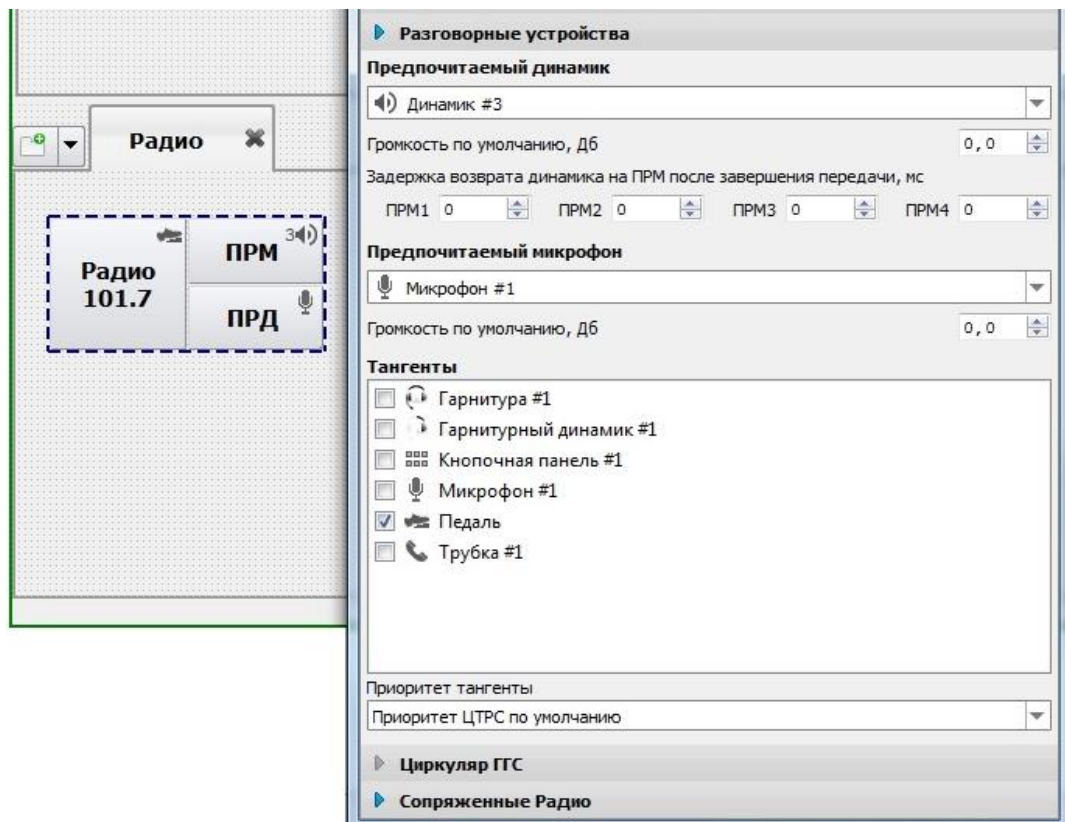 Разговорные устройства
Предпочитаемый динамик
Динамик #3
Громкость по умолчанию, Дб 0,0
Задержка возврата динамика на ПРМ после завершения передачи, мс
ПРМ1 0 ПРМ2 0 ПРМ3 0 ПРМ4 0
Предпочитаемый микрофон
Микрофон #1
Громкость по умолчанию, Дб 0,0
Тангенты
Гарнитура #1
Гарнитурный динамик #1
Кнопочная панель #1
Микрофон #1
Педаль
Трубка #1
Приоритет тангенты
Приоритет ЦТРС по умолчанию
Циркуляр ГГС
Сопряженные Радио
Радио
Радио
101.7
ПРМ 3
ПРД